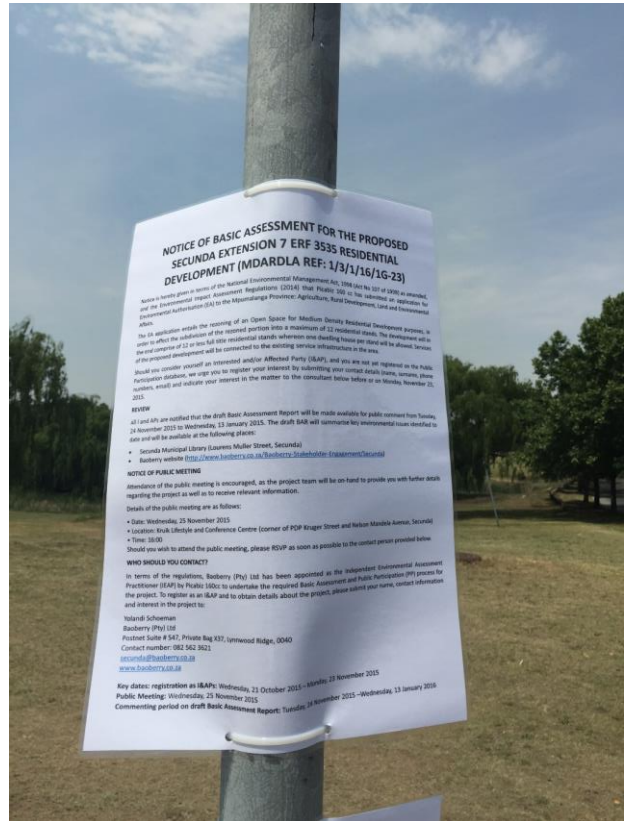 NOTICE OF BASIC ASSESSMENT FOR THE PROPOSED
SECUNDA EXTENSION 7 ERF 3535 RESIDENTIAL
DEVELOPMENT (MDARDLA REF: 1/3/1/16/1G-23)
Notice is hereby given in terms of the National Environmental Management Act, 1998 (Act No 107 of 1998) as amended,
and the Environmental Impact Assessment Regulations (2014) that Picabiz 160 cc has submitted an application for
Environmental Authorisation (EA) to the Mpumalanga Province: Agriculture, Rural Development, Land and Environmental
Affairs.
The EA application entails the rezoning of an Open Space for Medium Density Residential Development purposes, in
order to effect the subdivision of the rezoned portion into a maximum of 12 residential stands. The development will in
the end comprise of 12 or less full title residential stands whereon one dwelling house per stand will be allowed. Services
of the proposed development will be connected to the existing service infrastructure in the area.
Should you consider yourself an Interested and/or Affected Party (I&AP), and you are not yet registered on the Public
Participation database, we urge you to register your interest by submitting your contact details (name, surname, phone
numbers, email) and indicate your interest in the matter to the consultant below before or on Monday, November 23,
2015.
REVIEW
All I and APs are notified that the draft Basic Assessment Report will be made available for public comment from Tuesday,
24 November 2015 to Wednesday, 13 January 2015. The draft BAR will summarise key environmental issues identified to
date and will be available at the following places:
• Secunda Municipal Library (Lourens Muller Street, Secunda)
• Baoberry website (http://www.baoberry.co.za/Baoberry-Stakeholder-Engagement/Secunda)
NOTICE OF PUBLIC MEETING
Attendance of the public meeting is encouraged, as the project team will be on-hand to provide you with further details
regarding the project as well as to receive relevant information.
Details of the public meeting are as follows:
• Date: Wednesday, 25 November 2015
• Location: Kruik Lifestyle and Conference Centre (corner of PDP Kruger Street and Nelson Mandela Avenue, Secunda)
• Time: 16:00
Should you wish to attend the public meeting, please RSVP as soon as possible to the contact person provided below.
WHO SHOULD YOU CONTACT?
In terms of the regulations, Baoberry (Pty) Ltd has been appointed as the Independent Environmental Assessment
Practitioner (IEAP) by Picabiz 160cc to undertake the required Basic Assessment and Public Participation (PP) process for
the project. To register as an I&AP and to obtain details about the project, please submit your name, contact information
and interest in the project to:
Yolandi Schoeman
Baoberry (Pty) Ltd
Postnet Suite # 547, Private Bag X37, Lynnwood Ridge, 0040
Contact number: 082 562 3621
secunda@baoberry.co.za
www.baoberry.co.za
Key dates: registration as I&APs: Wednesday, 21 October 2015 – Monday, 23 November 2015
Public Meeting: Wednesday, 25 November 2015
Commenting period on draft Basic Assessment Report: Tuesday, 24 November 2015 –Wednesday, 13 January 2016